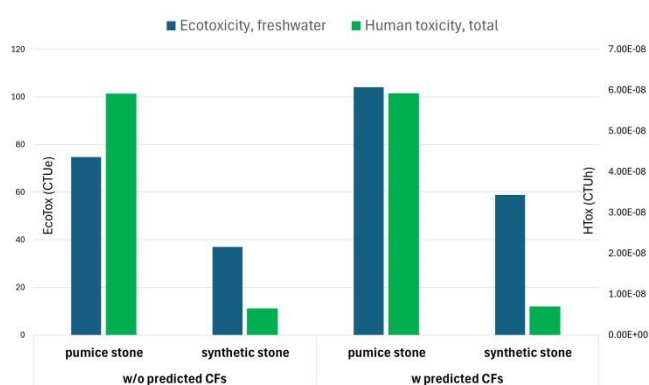 Ecotoxicity, freshwater Human toxicity, total
120 7.00E-08
100 6.00E-08
5.00E-08
80
4.00E-08
60
3.00E-08
40
2.00E-08
20
1.00E-08
0 0.00E+00
EcoTox (CTUe)
HTox (CTUh)
pumice stone synthetic stone pumice stone synthetic stone
w/o predicted CFs w predicted CFs